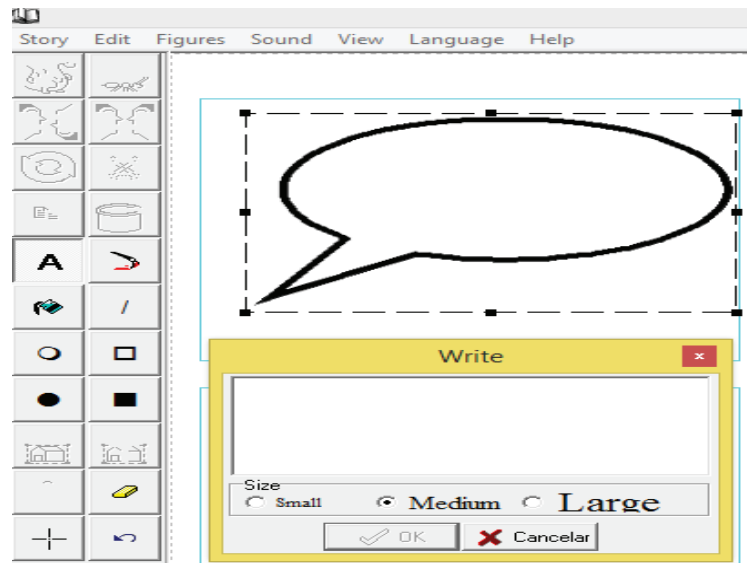 Story Edit Figures Sound View Language Help
A
Write
Size
Small Medium Large
OK Cancelar